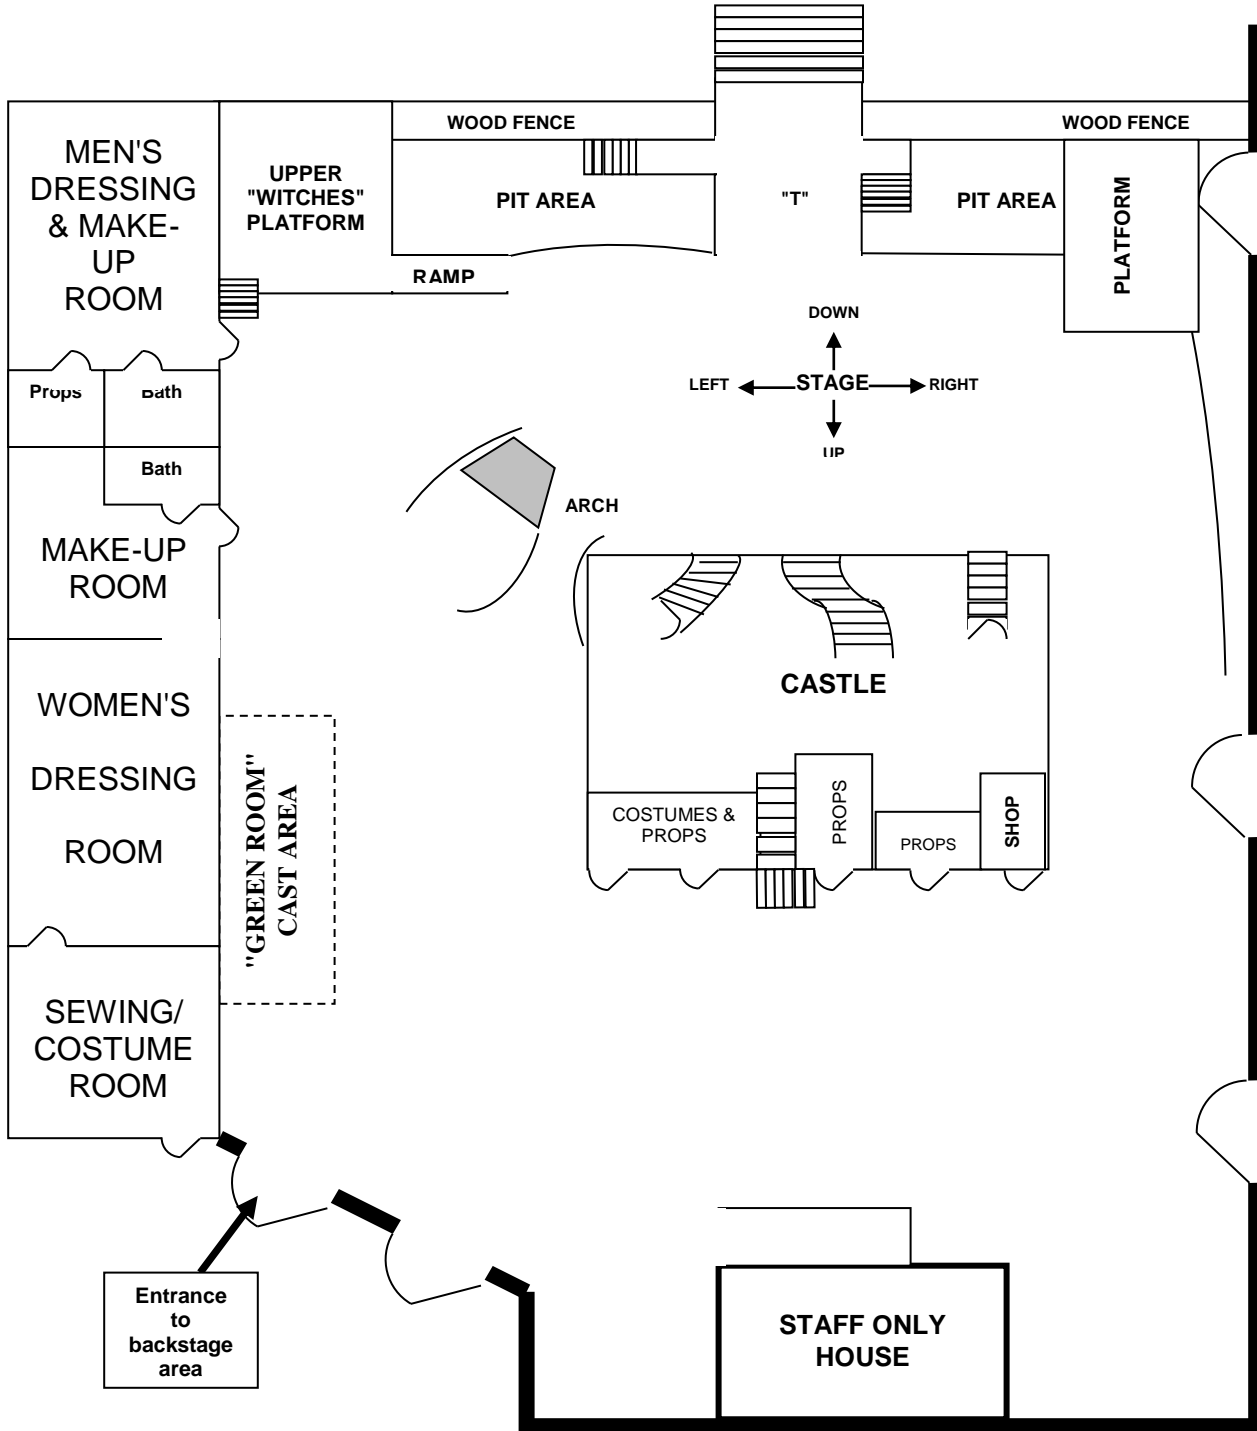 WOOD FENCE
WOOD FENCE
MEN'S
DRESSING
& MAKE-
UP
ROOM
UPPER
"WITCHES"
PLATFORM
PIT AREA
"T"
PIT AREA
PLATFORM
RAMP
DOWN
LEFT
STAGE
RIGHT
UP
Props
Bath
Bath
ARCH
MAKE-UP
ROOM
CASTLE
WOMEN'S
DRESSING
ROOM
"GREEN ROOM"
CAST AREA
COSTUMES &
PROPS
PROPS
PROPS
SHOP
SEWING/
COSTUME
ROOM
Entrance
to
backstage
area
STAFF ONLY
HOUSE